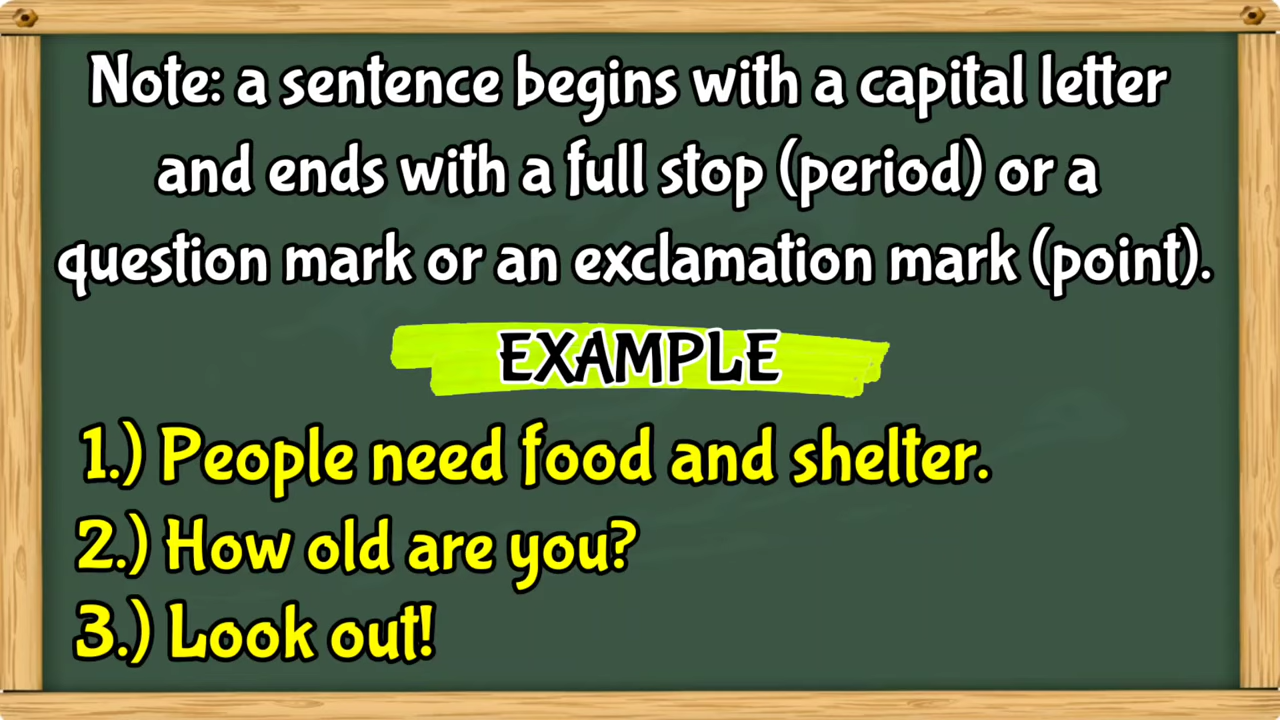 Note: a sentence begins with a capital letter
and ends with a full stop (period) or a
question mark or an exclamation mark (point).
EXAMPLE
1.) People need food and shelter.
2.) How old are you?
3.) Look out!